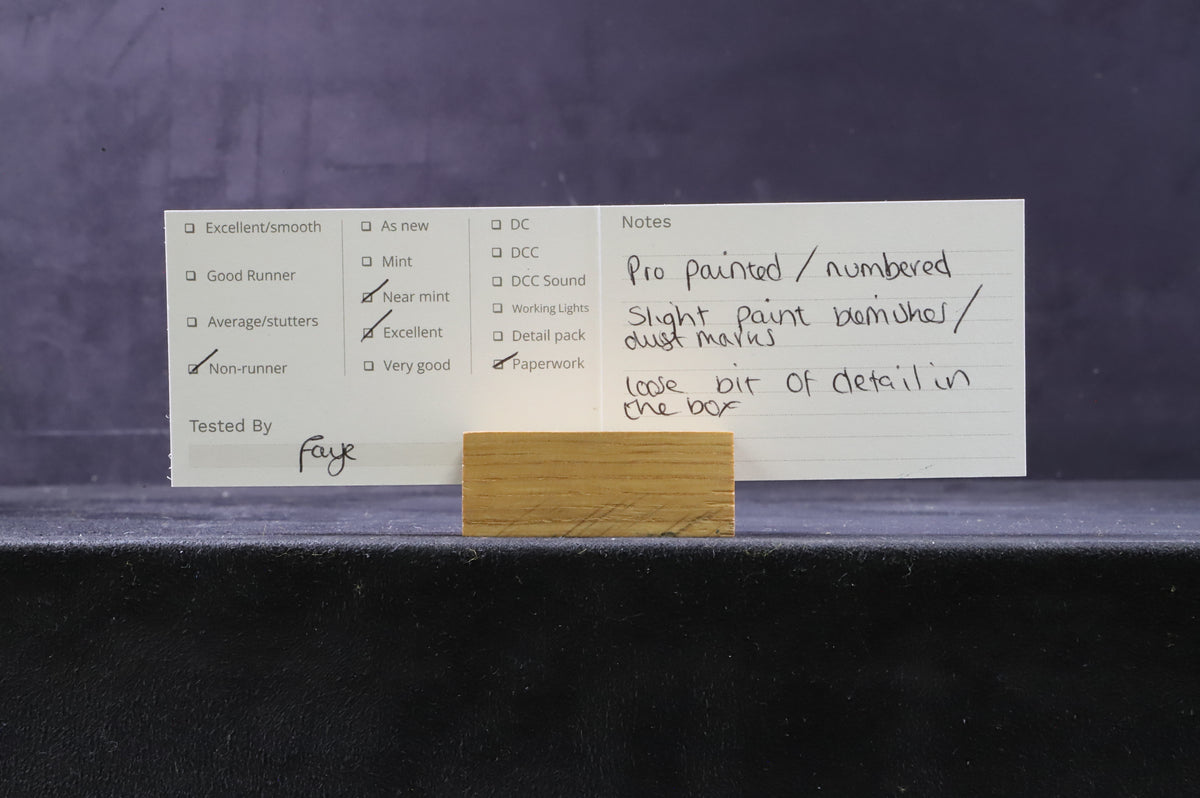 Excellent/smooth
Good Runner
Average/stutters
Non-runner
As new
Mint
Near mint
Excellent
Very good
DC
DCC
DCC Sound
Working Lights
Detail pack
Paperwork
Tested By
Faye
Notes
Pro painted / numbered
Slight paint blemishes /
dust marks
loose bit of detail in
the box